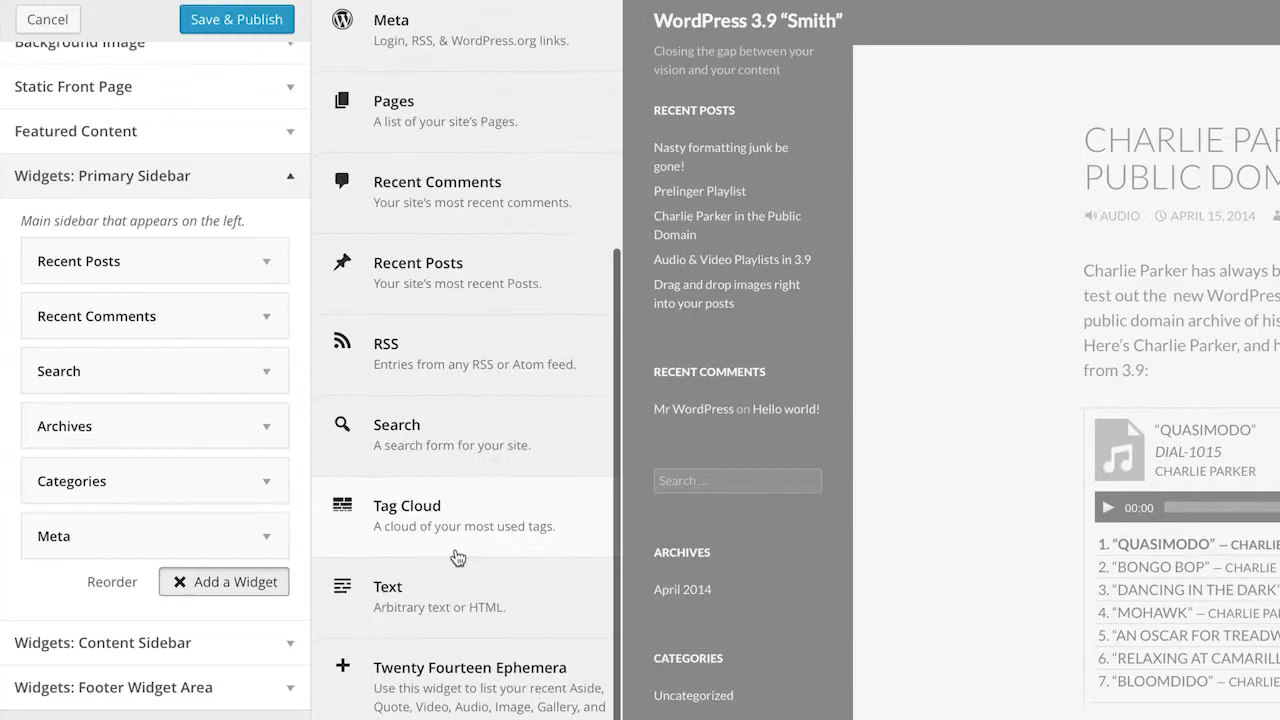 Cancel
Save & Publish
Background Image
Static Front Page
Featured Content
Widgets: Primary Sidebar
Main sidebar that appears on the left.
Recent Posts
Recent Comments
Search
Archives
Categories
Meta
Reorder
Add a Widget
Widgets: Content Sidebar
Widgets: Footer Widget Area
Meta
Login, RSS, & WordPress.org links.
Pages
A list of your site's Pages.
Recent Comments
Your site's most recent comments.
Recent Posts
Your site's most recent Posts.
RSS
Entries from any RSS or Atom feed.
Search
A search form for your site.
Tag Cloud
A cloud of your most used tags.
Text
Arbitrary text or HTML.
Twenty Fourteen Ephemera
Use this widget to list your recent Aside,
Quote, Video, Audio, Image, Gallery, and
WordPress 3.9 “Smith”
Closing the gap between your
vision and your content
RECENT POSTS
Nasty formatting junk be
gone!
Prelinger Playlist
Charlie Parker in the Public
Domain
Audio & Video Playlists in 3.9
Drag and drop images right
into your posts
RECENT COMMENTS
Mr WordPress on Hello world!
Search ...
ARCHIVES
April 2014
CATEGORIES
Uncategorized
CHARLIE PAR
PUBLIC DOM
AUDIO APRIL 15, 2014
Charlie Parker has always b
test out the new WordPres
public domain archive of his
Here’s Charlie Parker, and h
from 3.9:
“QUASIMODO”
DIAL-1015
CHARLIE PARKER
00:00
1. “QUASIMODO” — CHARLIE
2. “BONGO BOP” — CHARLIE
3. “DANCING IN THE DARK”
4. “MOHAWK” — CHARLIE PA
5. “AN OSCAR FOR TREADW
6. “RELAXING AT CAMARILL
7. “BLOOMDIDO” — CHARLIE